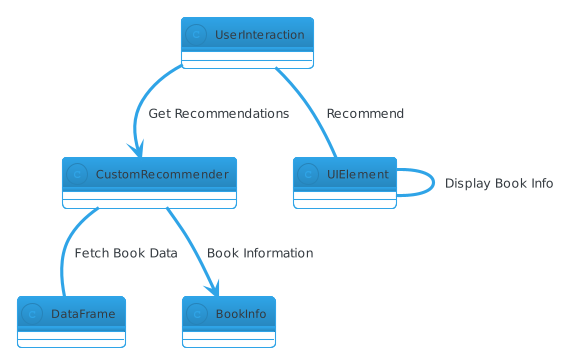 C UserInteraction
Get Recommendations
Recommend
C CustomRecommender
C UIElement
Display Book Info
Fetch Book Data
Book Information
C DataFrame
C BookInfo